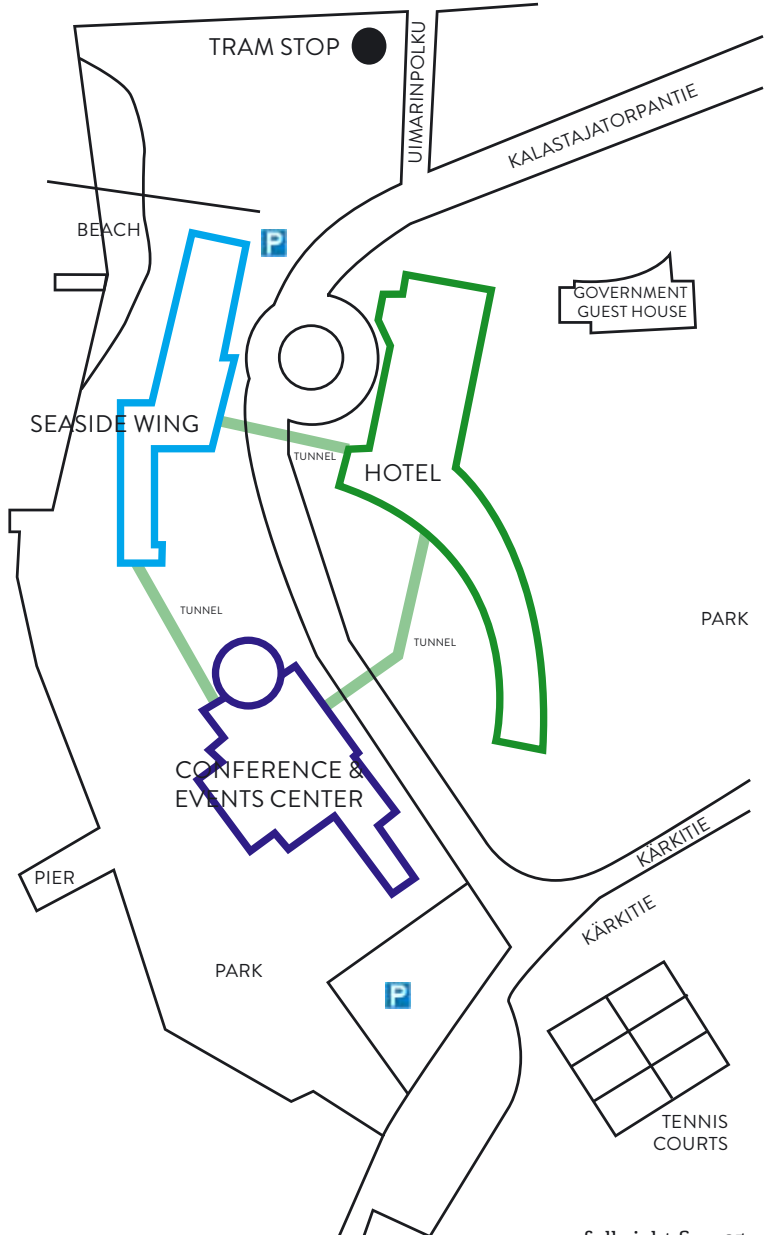 TRAM STOP
UIMARINPOLKU
KALASTAJATORPANTIE
BEACH
P
GOVERNMENT
GUEST HOUSE
SEASIDE WING
TUNNEL
HOTEL
TUNNEL
PARK
TUNNEL
CONFERENCE &
EVENTS CENTER
KÄRKITIE
PIER
KÄRKITIE
PARK
P
TENNIS
COURTS